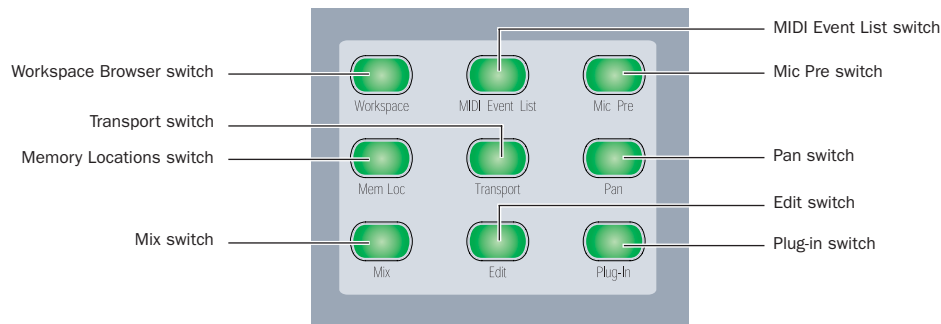 MIDI Event List switch
Workspace Browser switch
Mic Pre switch
Workspace
MIDI Event List
Mic Pre
Transport switch
Memory Locations switch
Pan switch
Mem Loc
Transport
Pan
Edit switch
Mix switch
Plug-in switch
Mix
Edit
Plug-In